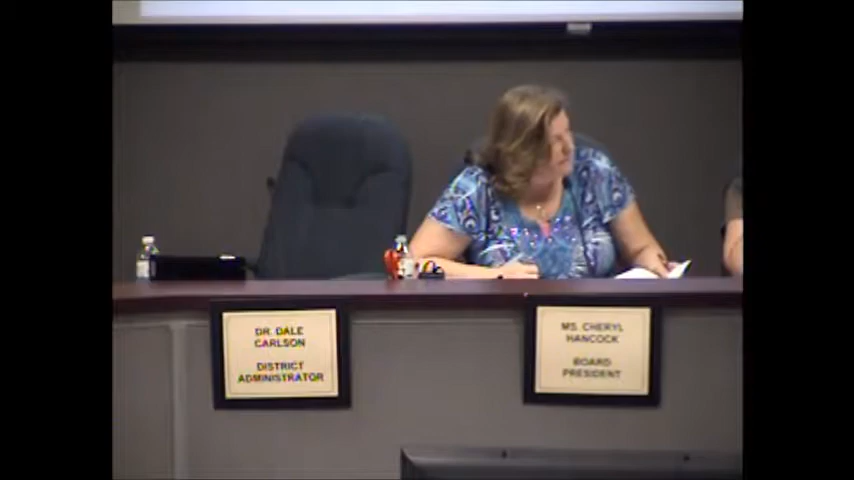 DR. DALE
CARLSON
DISTRICT
ADMINISTRATOR
MS. CHERYL
HANCOCK
BOARD
PRESIDENT